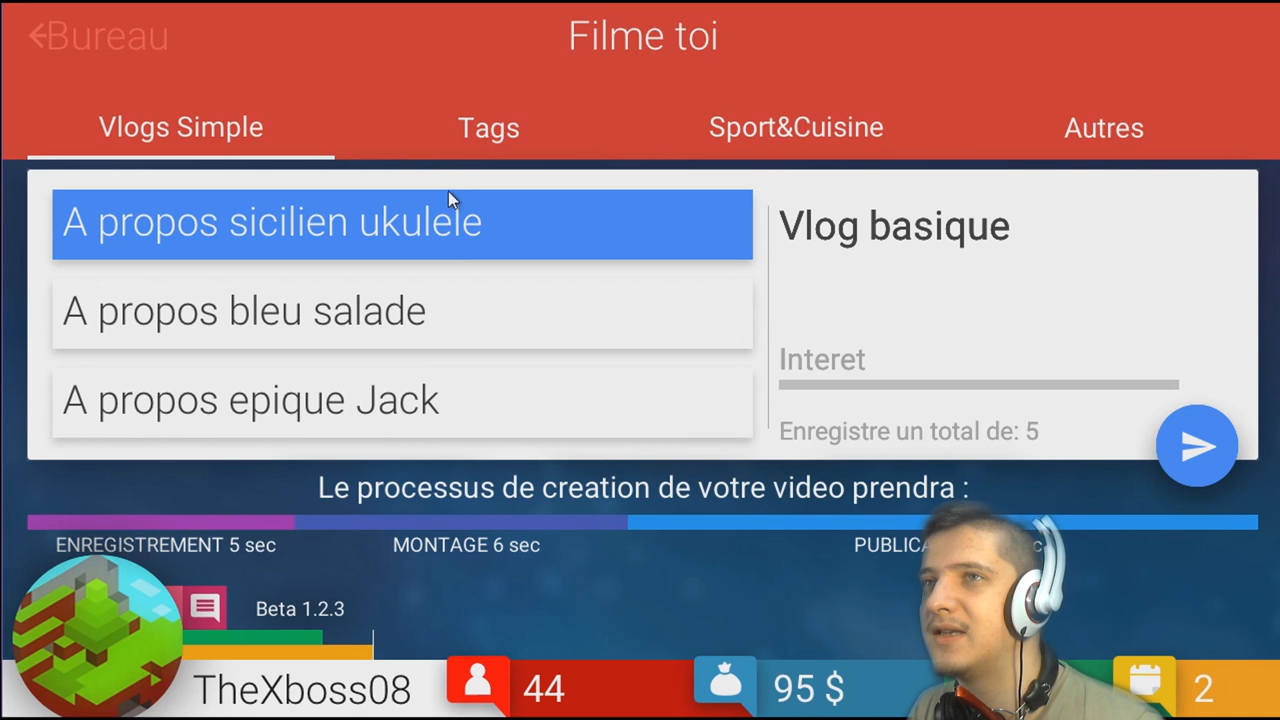 Bureau
Filme toi
Vlogs Simple
Tags
Sport&Cuisine
Autres
A propos sicilien ukulele
A propos bleu salade
A propos epique Jack
Vlog basique
Interet
Enregistre un total de: 5
Le processus de creation de votre video prendra :
ENREGISTREMENT 5 sec
MONTAGE 6 sec
Beta 1.2.3
TheXboss08
44
95 $
2